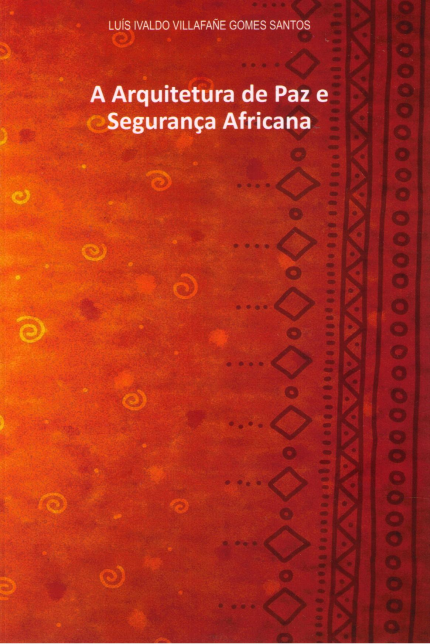 LUÍS IVALDO VILLAFAÑE GOMES SANTOS
A Arquitetura de Paz e
Segurança Africana